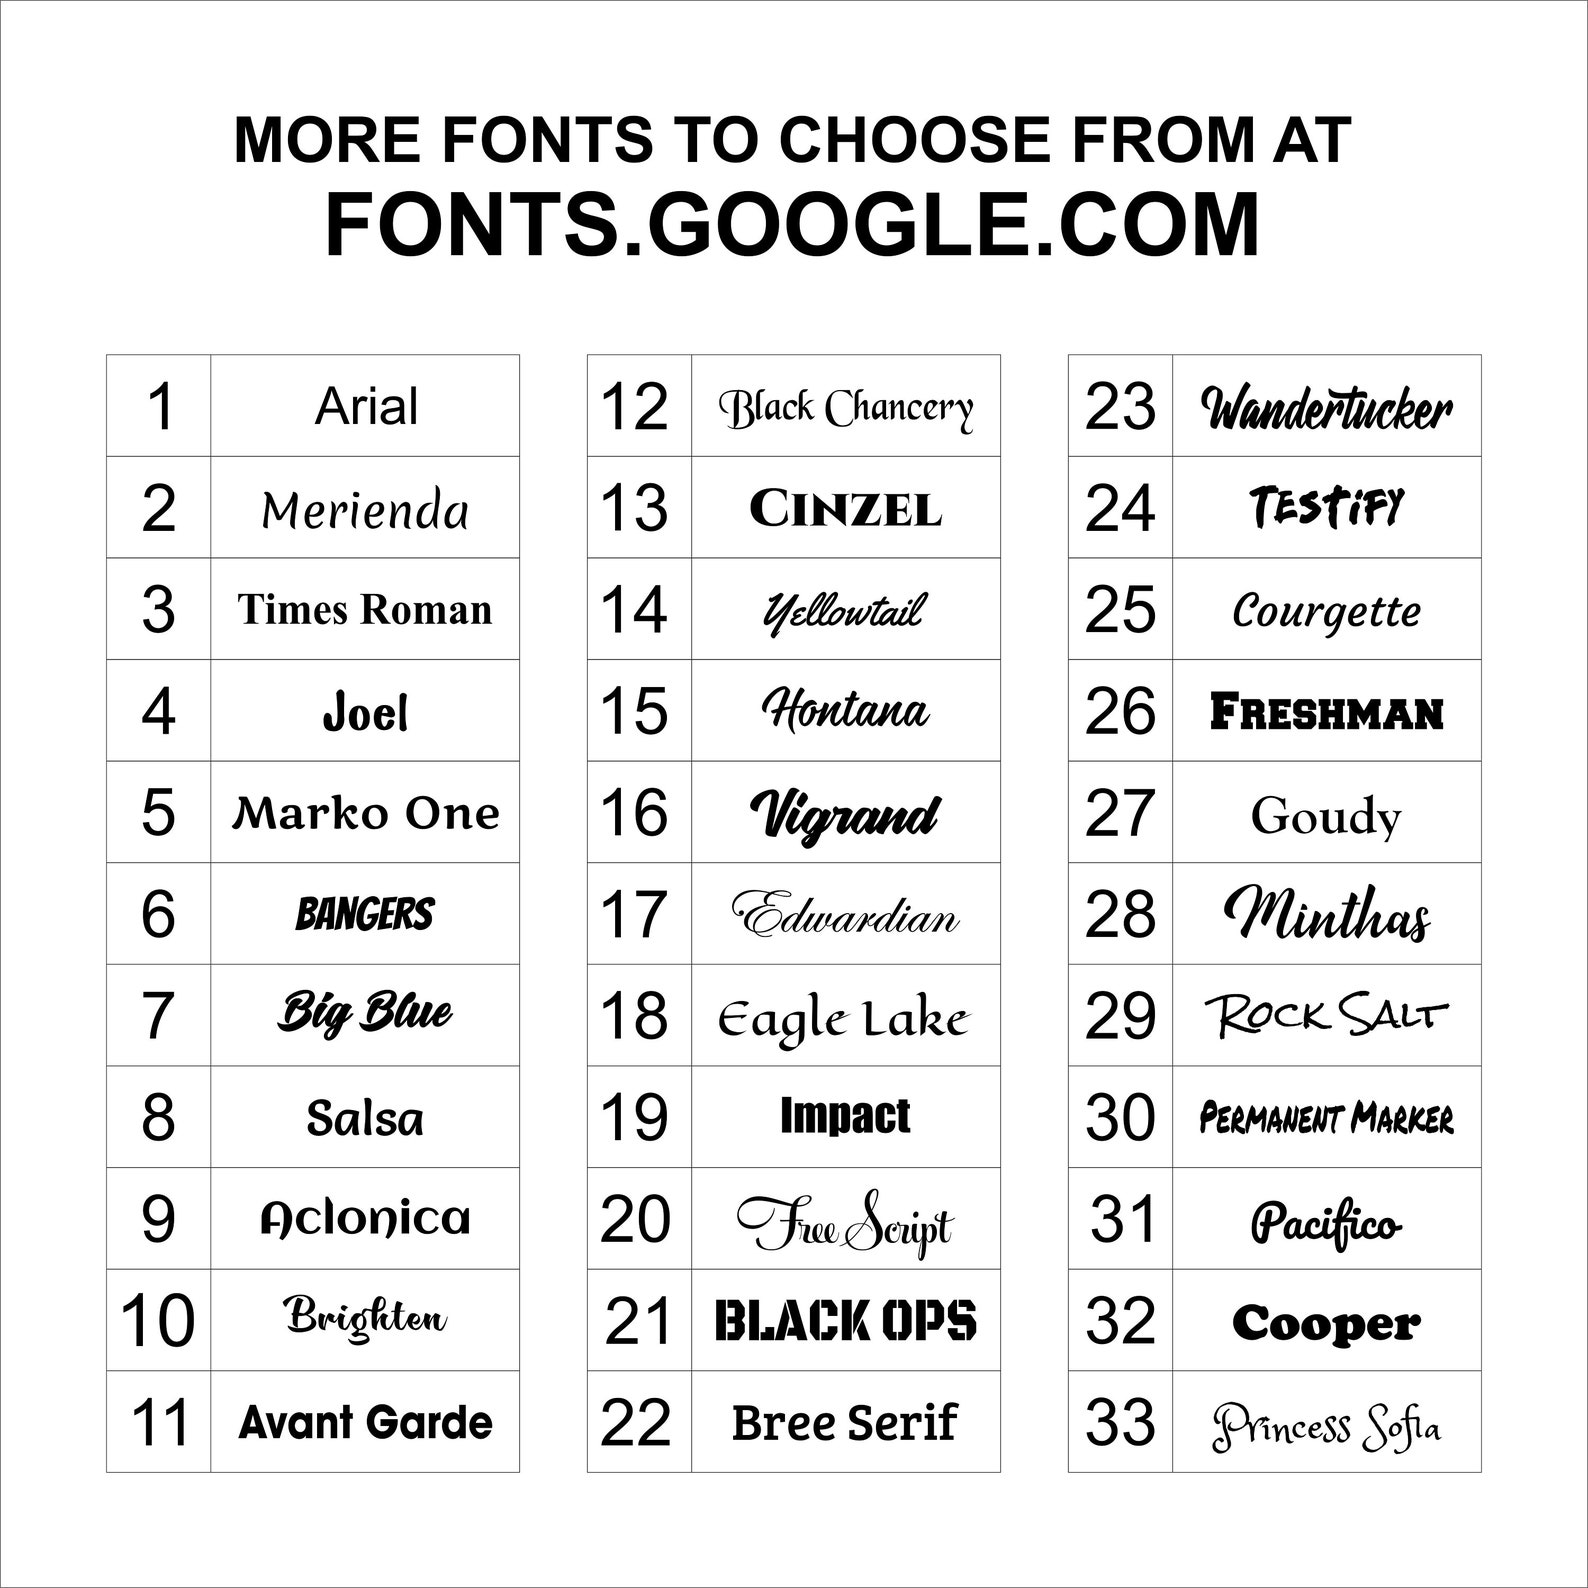 MORE FONTS TO CHOOSE FROM AT
FONTS.GOOGLE.COM
1 Arial
2 Merienda
3 Times Roman
4 Joel
5 Marko One
6 BANGERS
7 Big Blue
8 Salsa
9 Aclonica
10 Brighten
11 Avant Garde
12 Black Chancery
13 CINZEL
14 Yellowtail
15 Hontana
16 Vigrand
17 Edwardian
18 Eagle Lake
19 Impact
20 Free Script
21 BLACK OPS
22 Bree Serif
23 Wandertucker
24 TESTiFY
25 Courgette
26 FRESHMAN
27 Goudy
28 Minthas
29 ROCK SALT
30 PERMANENT MARKER
31 Pacifico
32 Cooper
33 Princess Sofia